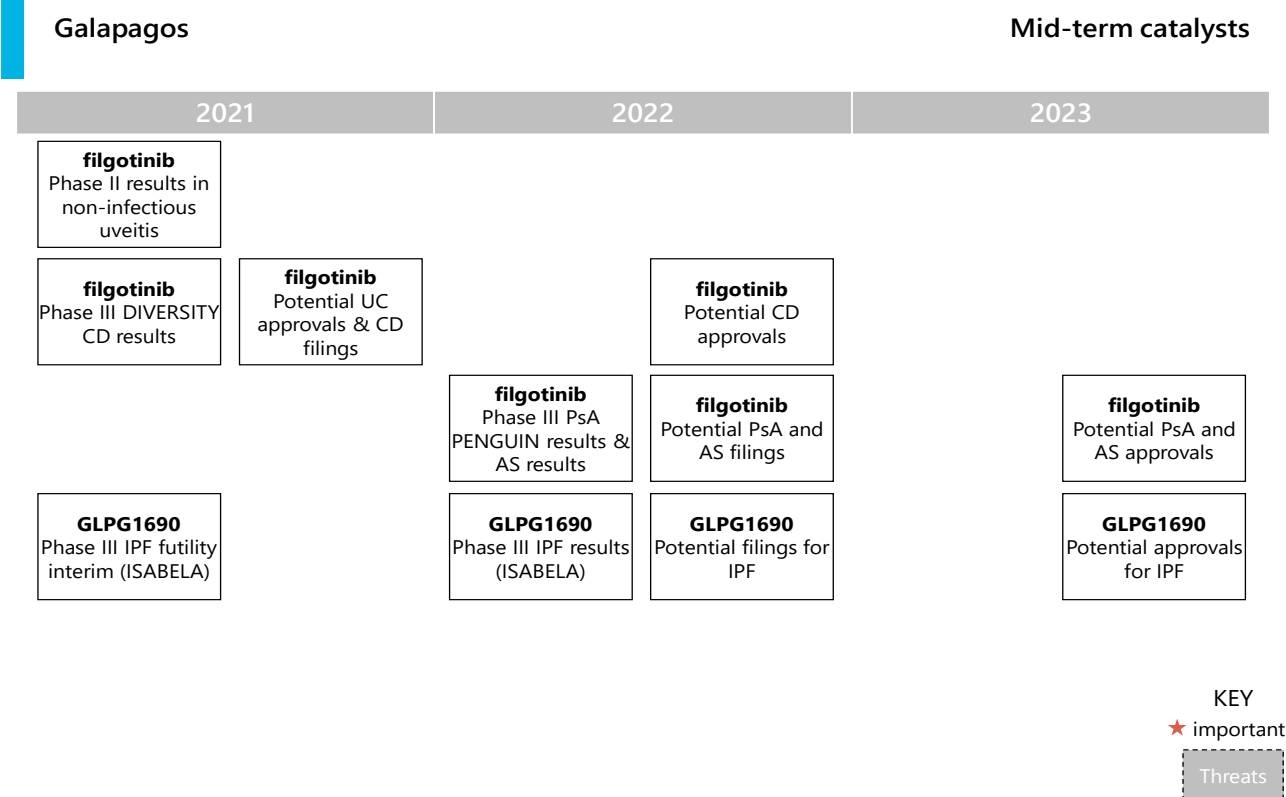 Galapagos
Mid-term catalysts
2021
2022
2023
filgotinib
Phase II results in
non-infectious
uveitis
filgotinib
Phase III DIVERSITY
CD results
filgotinib
Potential UC
approvals & CD
filings
filgotinib
Potential CD
approvals
filgotinib
Phase III PsA
PENGUIN results &
AS results
filgotinib
Potential PsA and
AS filings
filgotinib
Potential PsA and
AS approvals
GLPG1690
Phase III IPF futility
interim (ISABELA)
GLPG1690
Phase III IPF results
(ISABELA)
GLPG1690
Potential filings for
IPF
GLPG1690
Potential approvals
for IPF
KEY
important
Threats